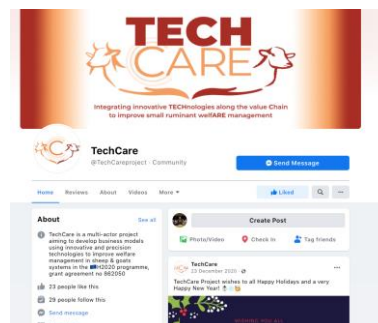 TECH
CARE
Integrating innovative TECHnologies along the value Chain
to improve small ruminant welfARE management
TechCare
@TechCareproject · Community
Send Message
Home Reviews About Videos More
Liked
About See all
TechCare is a multi-actor project
aiming to develop business models
using innovative and precision
technologies to improve welfare
management in sheep & goats
systems in the H2020 programme,
grant agreement no 862050
23 people like this
29 people follow this
Send message
Create Post
Photo/Video Check in Tag friends
TechCare
23 December 2020
TechCare Project wishes to all Happy Holidays and a very
Happy New Year!
WISHING YOU ALL